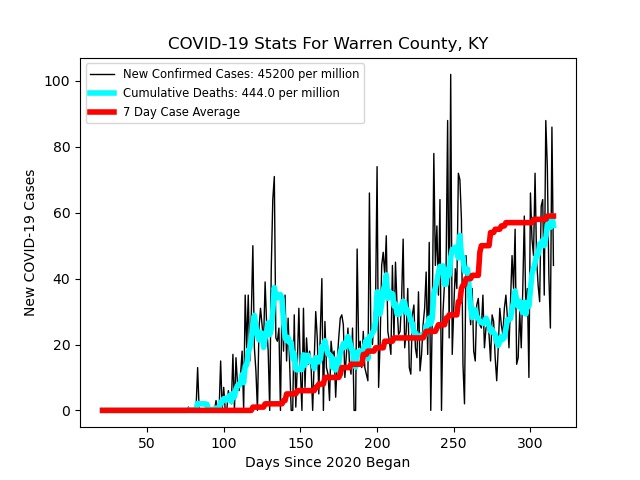 COVID-19 Stats For Warren County, KY
New Confirmed Cases: 45200 per million
Cumulative Deaths: 444.0 per million
7 Day Case Average
New COVID-19 Cases
100
80
60
40
20
0
50 100 150 200 250 300
Days Since 2020 Began